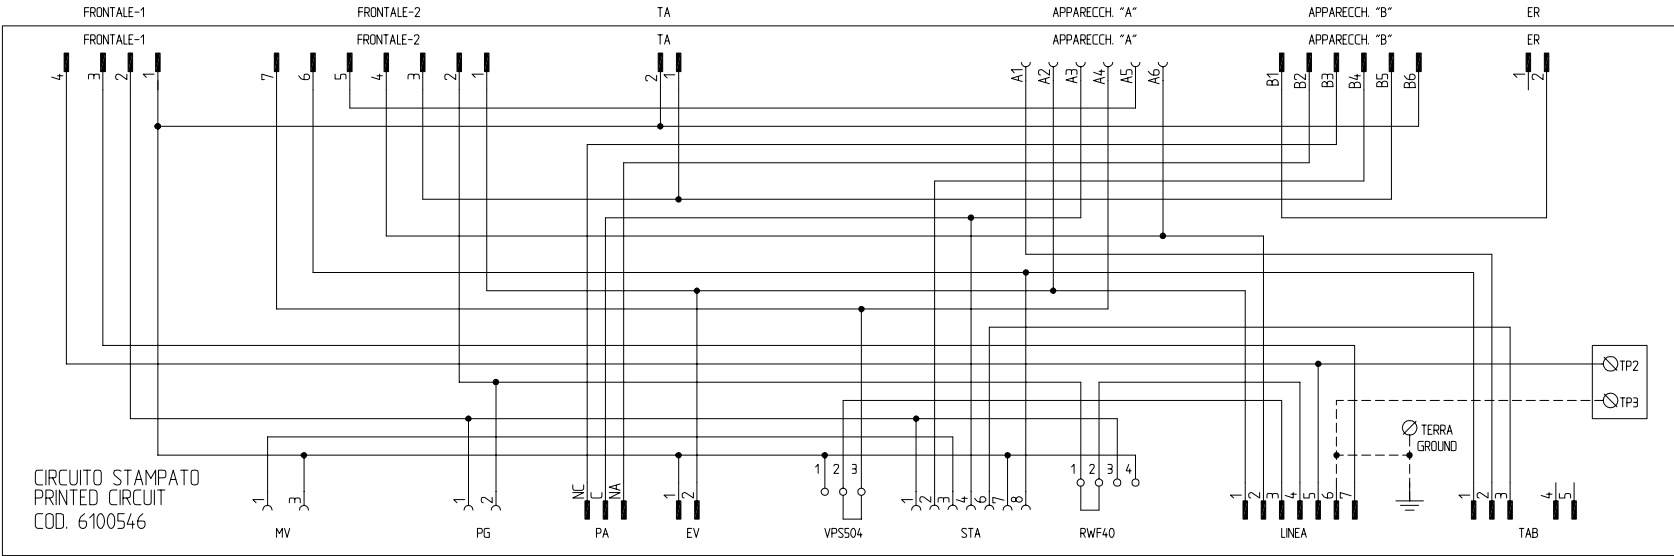 FRONTALE-1 FRONTALE-2 TA APPARECCH. "A" APPARECCH. "B" ER
FRONTALE-1 FRONTALE-2 TA APPARECCH. "A" APPARECCH. "B" ER
4 3 2 1 7 6 5 4 3 2 1 2 1 A1 A2 A3 A4 A5 A6 B1 B2 B3 B4 B5 B6 1 2
TP2
TP3
TERRA
GROUND
CIRCUITO STAMPATO
PRINTED CIRCUIT
COD. 6100546
1 3 1 2 NC C NA 1 2 1 2 3 1 2 3 4 6 7 8 1 2 3 4 1 2 3 4 5 6 7 1 2 3 4 5
MV PG PA EV VPS504 STA RWF40 LINEA TAB